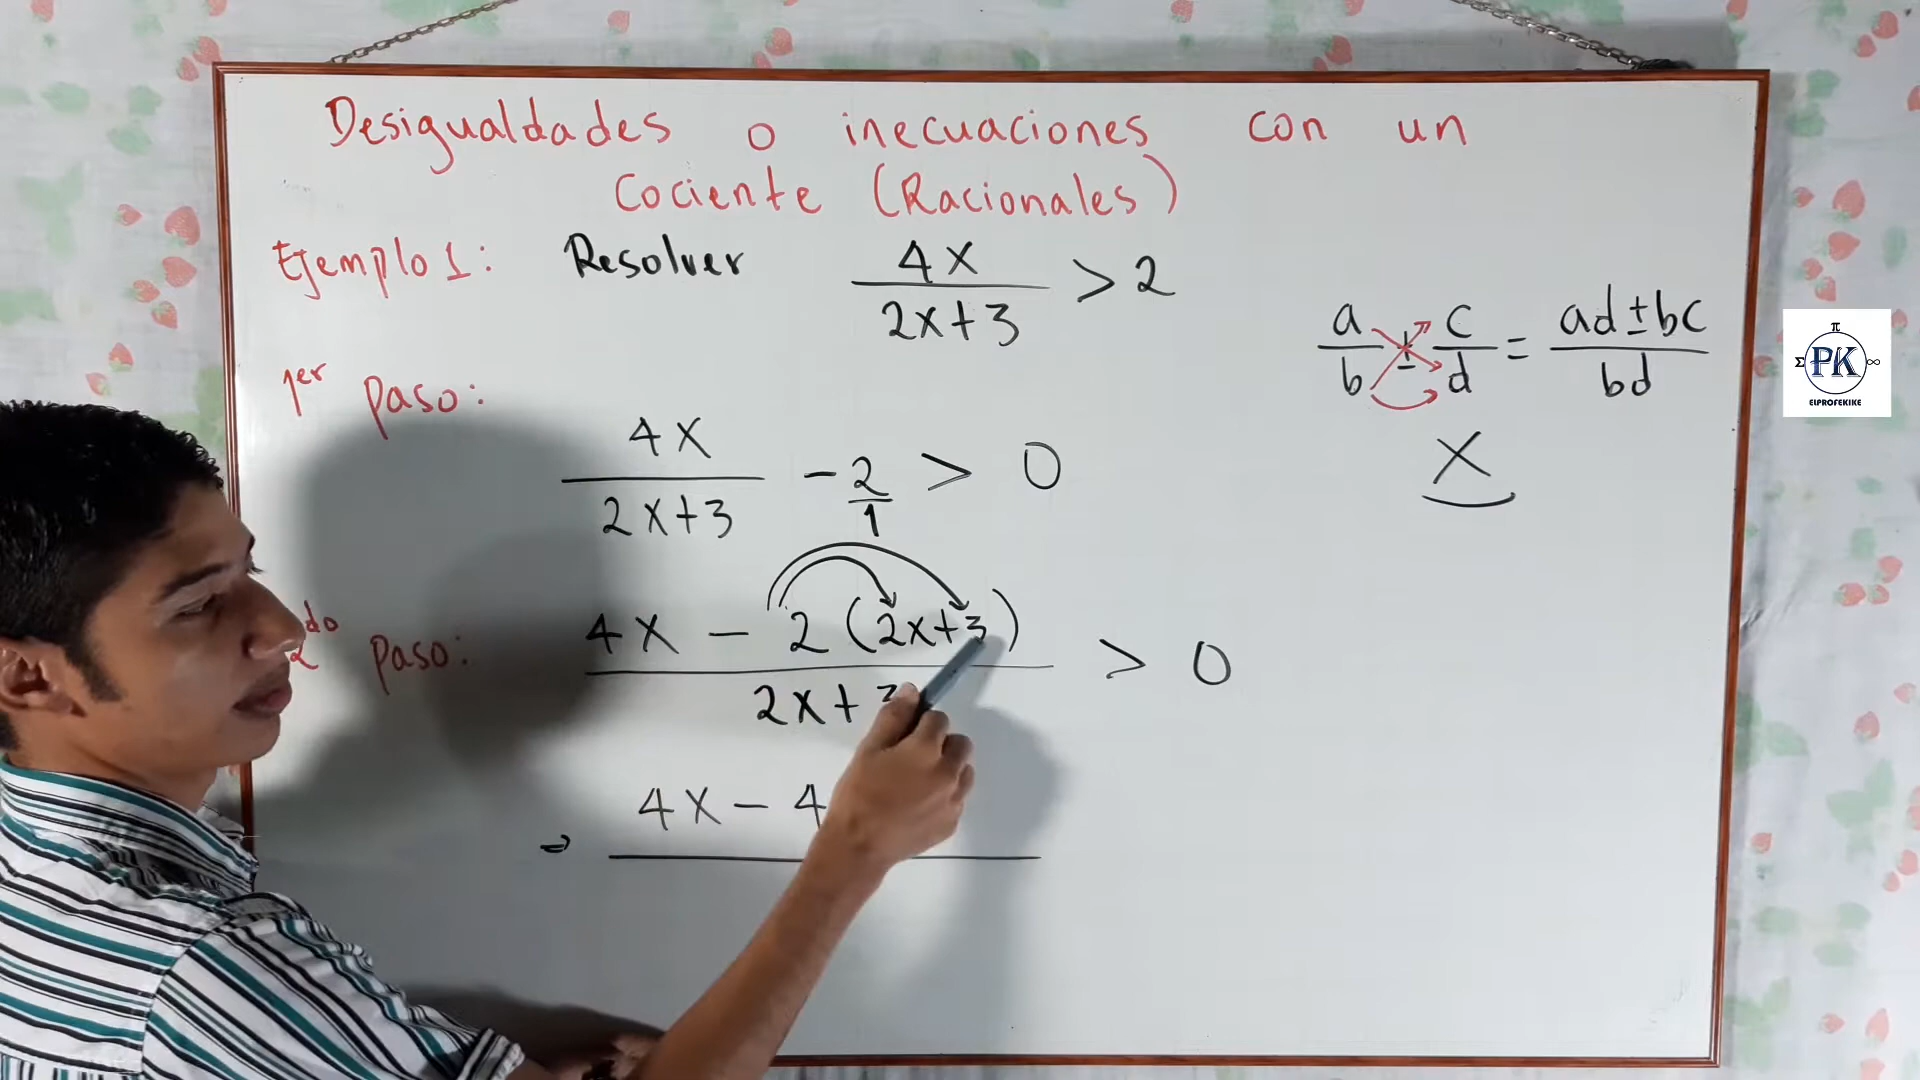 Desigualdades o inecuaciones con un
Cociente (Racionales)
Ejemplo 1: Resolver 4x / 2x+3 > 2
a/b ± c/d = ad±bc / bd
x
1er paso:
4x / 2x+3 - 2/1 > 0
2do paso:
4x - 2(2x+3) / 2x+3 > 0
⇒ 4x - 4
π
Σ PK ∞
ELPROFEKIKE